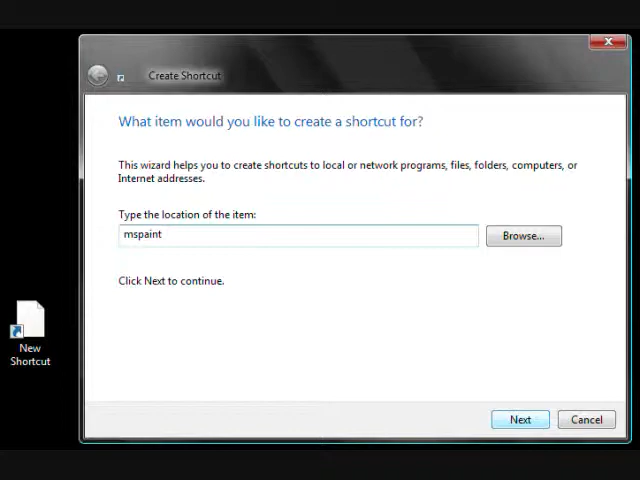 Create Shortcut
What item would you like to create a shortcut for?
This wizard helps you to create shortcuts to local or network programs, files, folders, computers, or
Internet addresses.
Type the location of the item:
mspaint
Browse...
Click Next to continue.
New
Shortcut
Next
Cancel